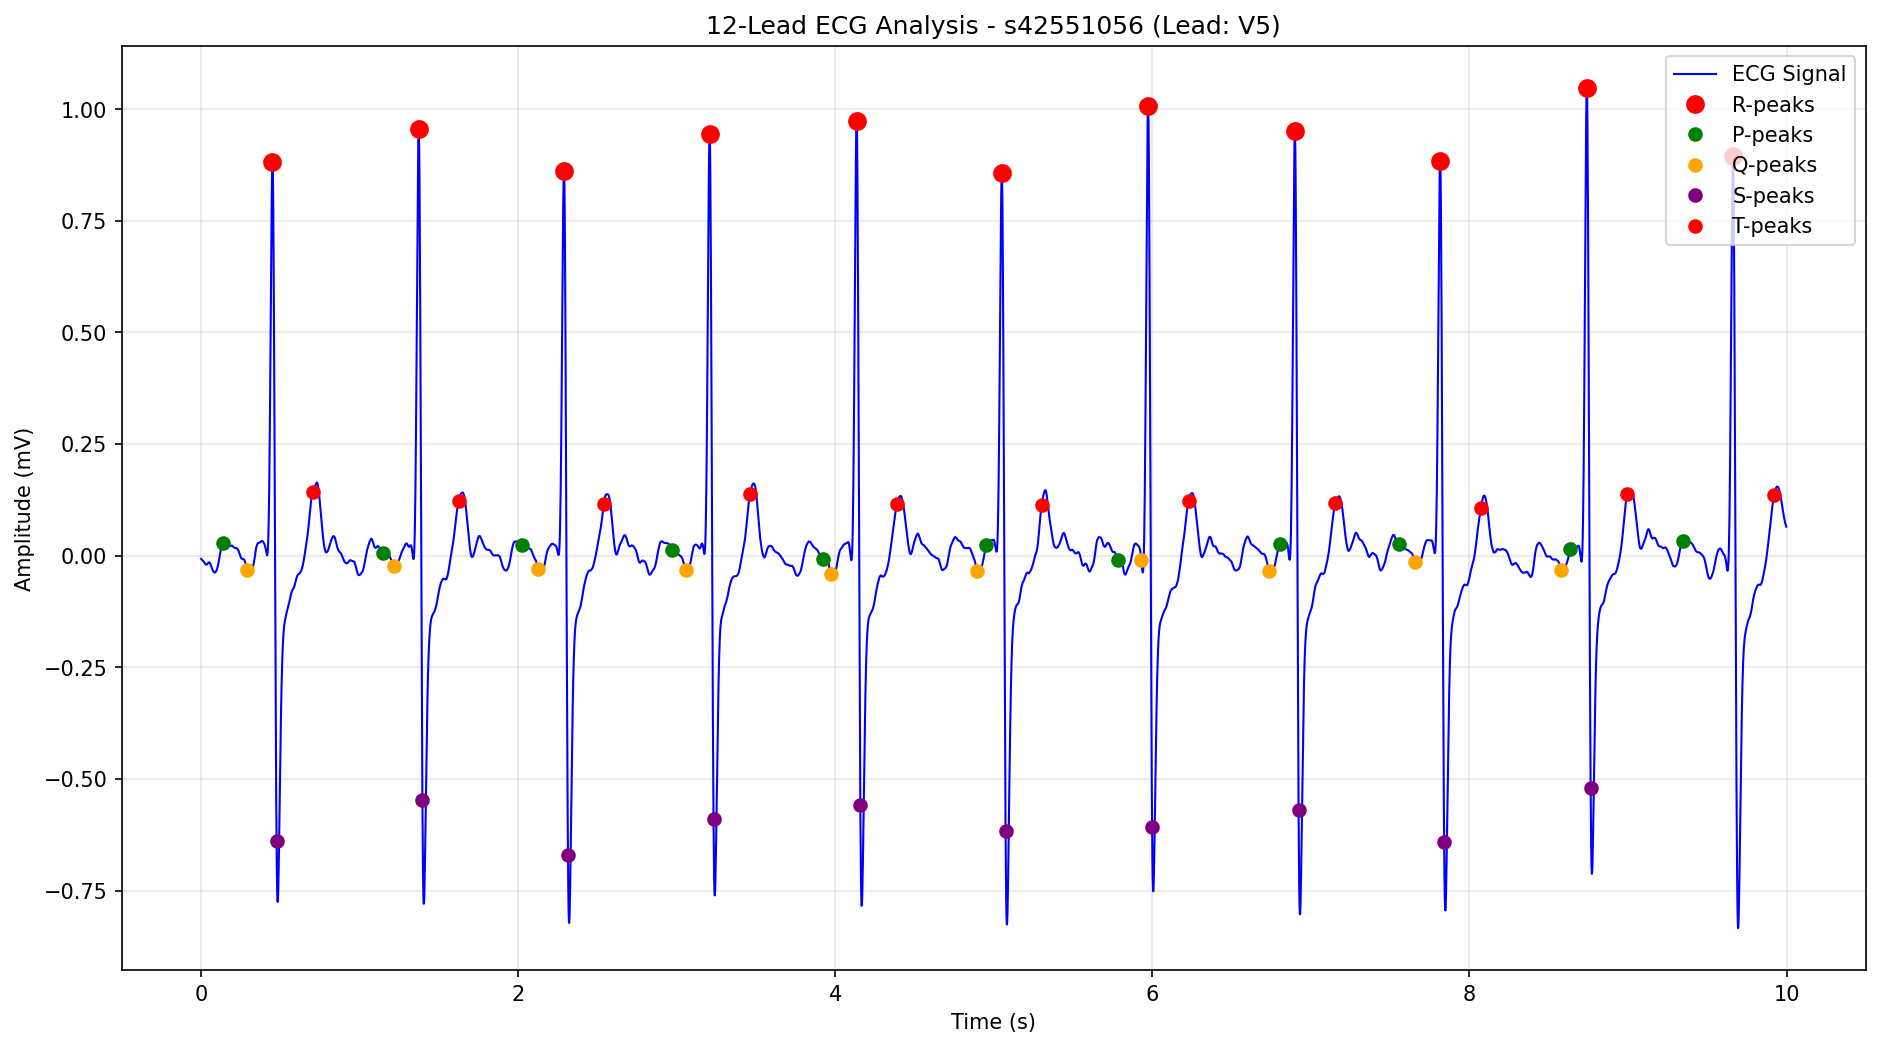 12-Lead ECG Analysis - s42551056 (Lead: V5)
ECG Signal
R-peaks
P-peaks
Q-peaks
S-peaks
T-peaks
Amplitude (mV)
1.00
0.75
0.50
0.25
0.00
−0.25
−0.50
−0.75
0 2 4 6 8 10
Time (s)